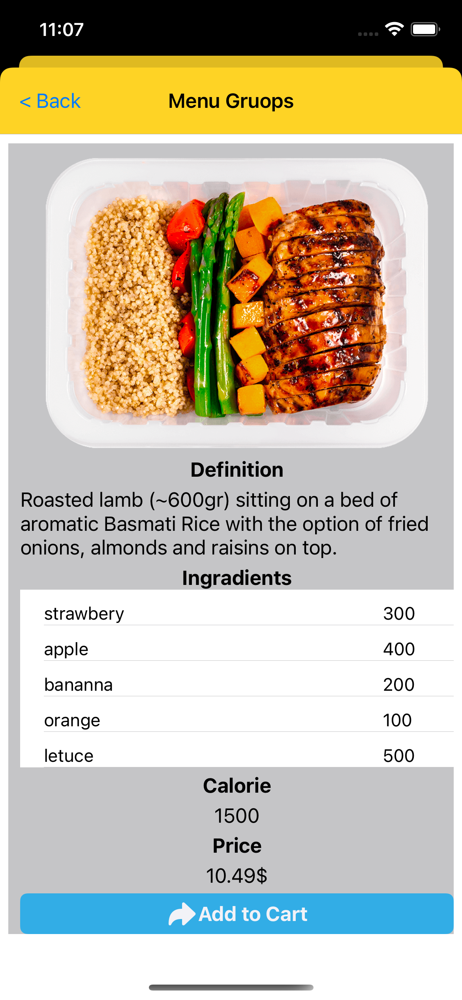 11:07
< Back Menu Gruops
Definition
Roasted lamb (~600gr) sitting on a bed of
aromatic Basmati Rice with the option of fried
onions, almonds and raisins on top.
Ingradients
strawbery 300
apple 400
bananna 200
orange 100
letuce 500
Calorie
1500
Price
10.49$
Add to Cart